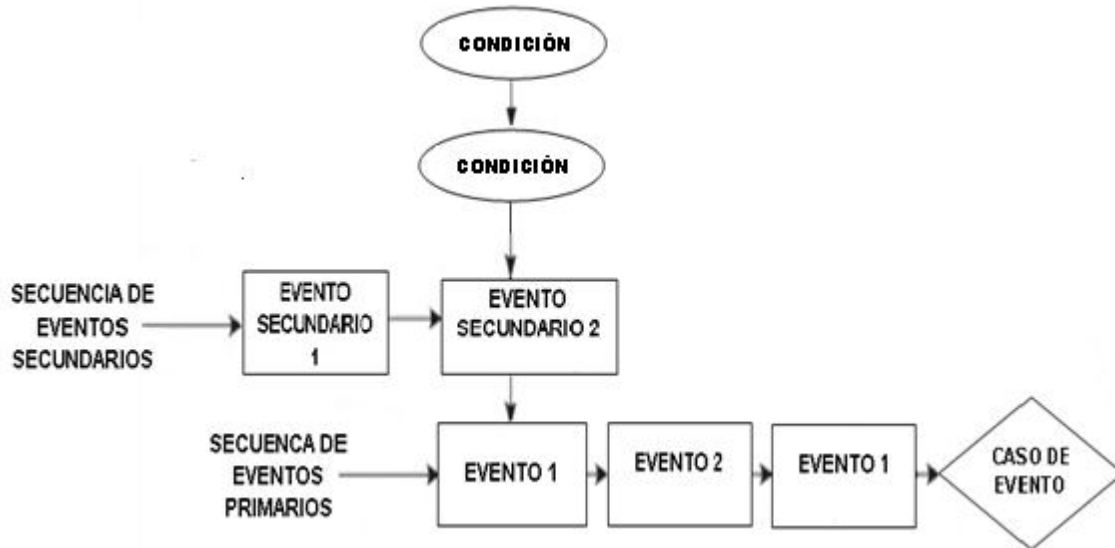 CONDICIÓN
CONDICIÓN
SECUENCIA DE
EVENTOS
SECUNDARIOS
EVENTO
SECUNDARIO
1
EVENTO
SECUNDARIO 2
SECUENCA DE
EVENTOS
PRIMARIOS
EVENTO 1
EVENTO 2
EVENTO 1
CASO DE
EVENTO